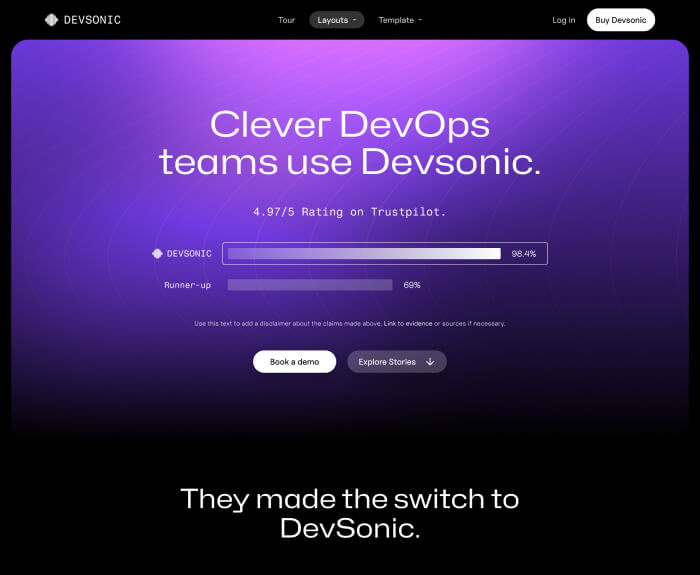 DEVSONIC
Tour
Layouts
Template
Log in
Buy Devsonic
Clever DevOps
teams use Devsonic.
4.97/5 Rating on Trustpilot.
DEVSONIC
98.4%
Runner-up
69%
Use this text to add a disclaimer about the claims made above. Link to evidence or sources if necessary.
Book a demo
Explore Stories
They made the switch to
DevSonic.